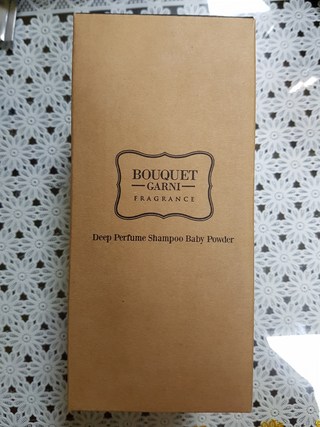 BOUQUET
GARNI
FRAGRANCE
Deep Perfume Shampoo Baby Powder